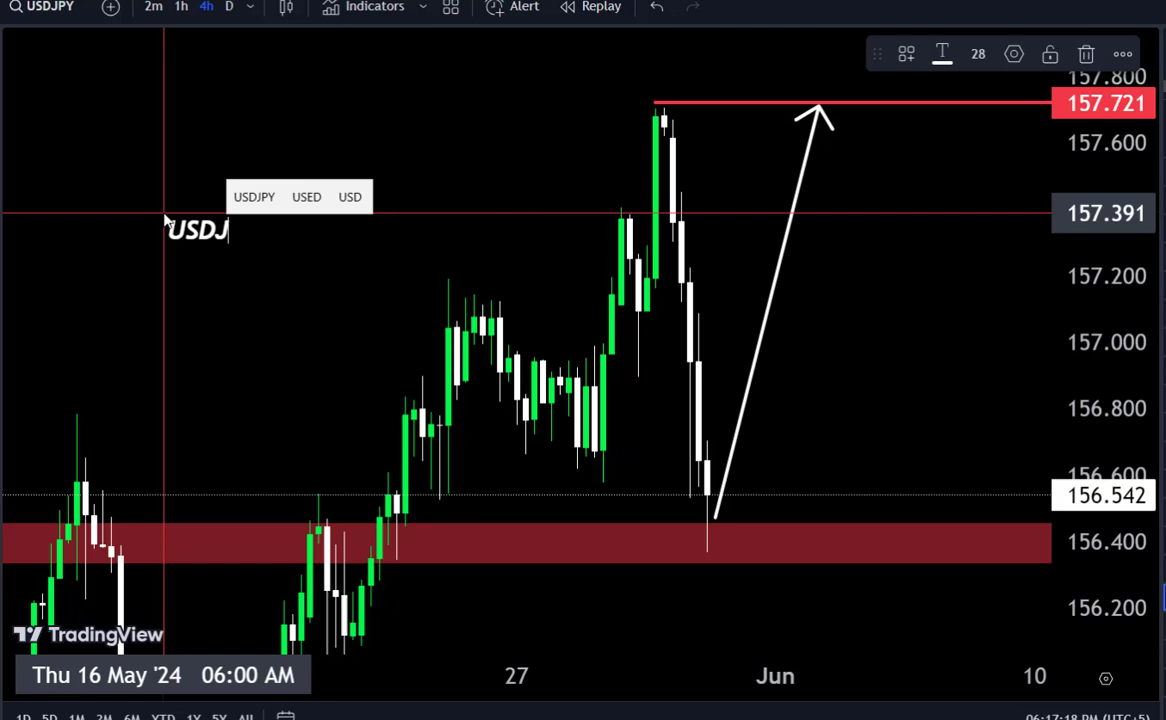 USDJPY 2m 1h 4h D Indicators Alert Replay
28
157.800
157.721
157.600
USDJPY USED USD
157.391
USDJ
157.200
157.000
156.800
156.600
156.542
156.400
156.200
TradingView
Thu 16 May '24 06:00 AM 27 Jun 10
1D 5D 1M 3M 6M YTD 1Y 5Y All 06:17:18 PM (UTC+5)